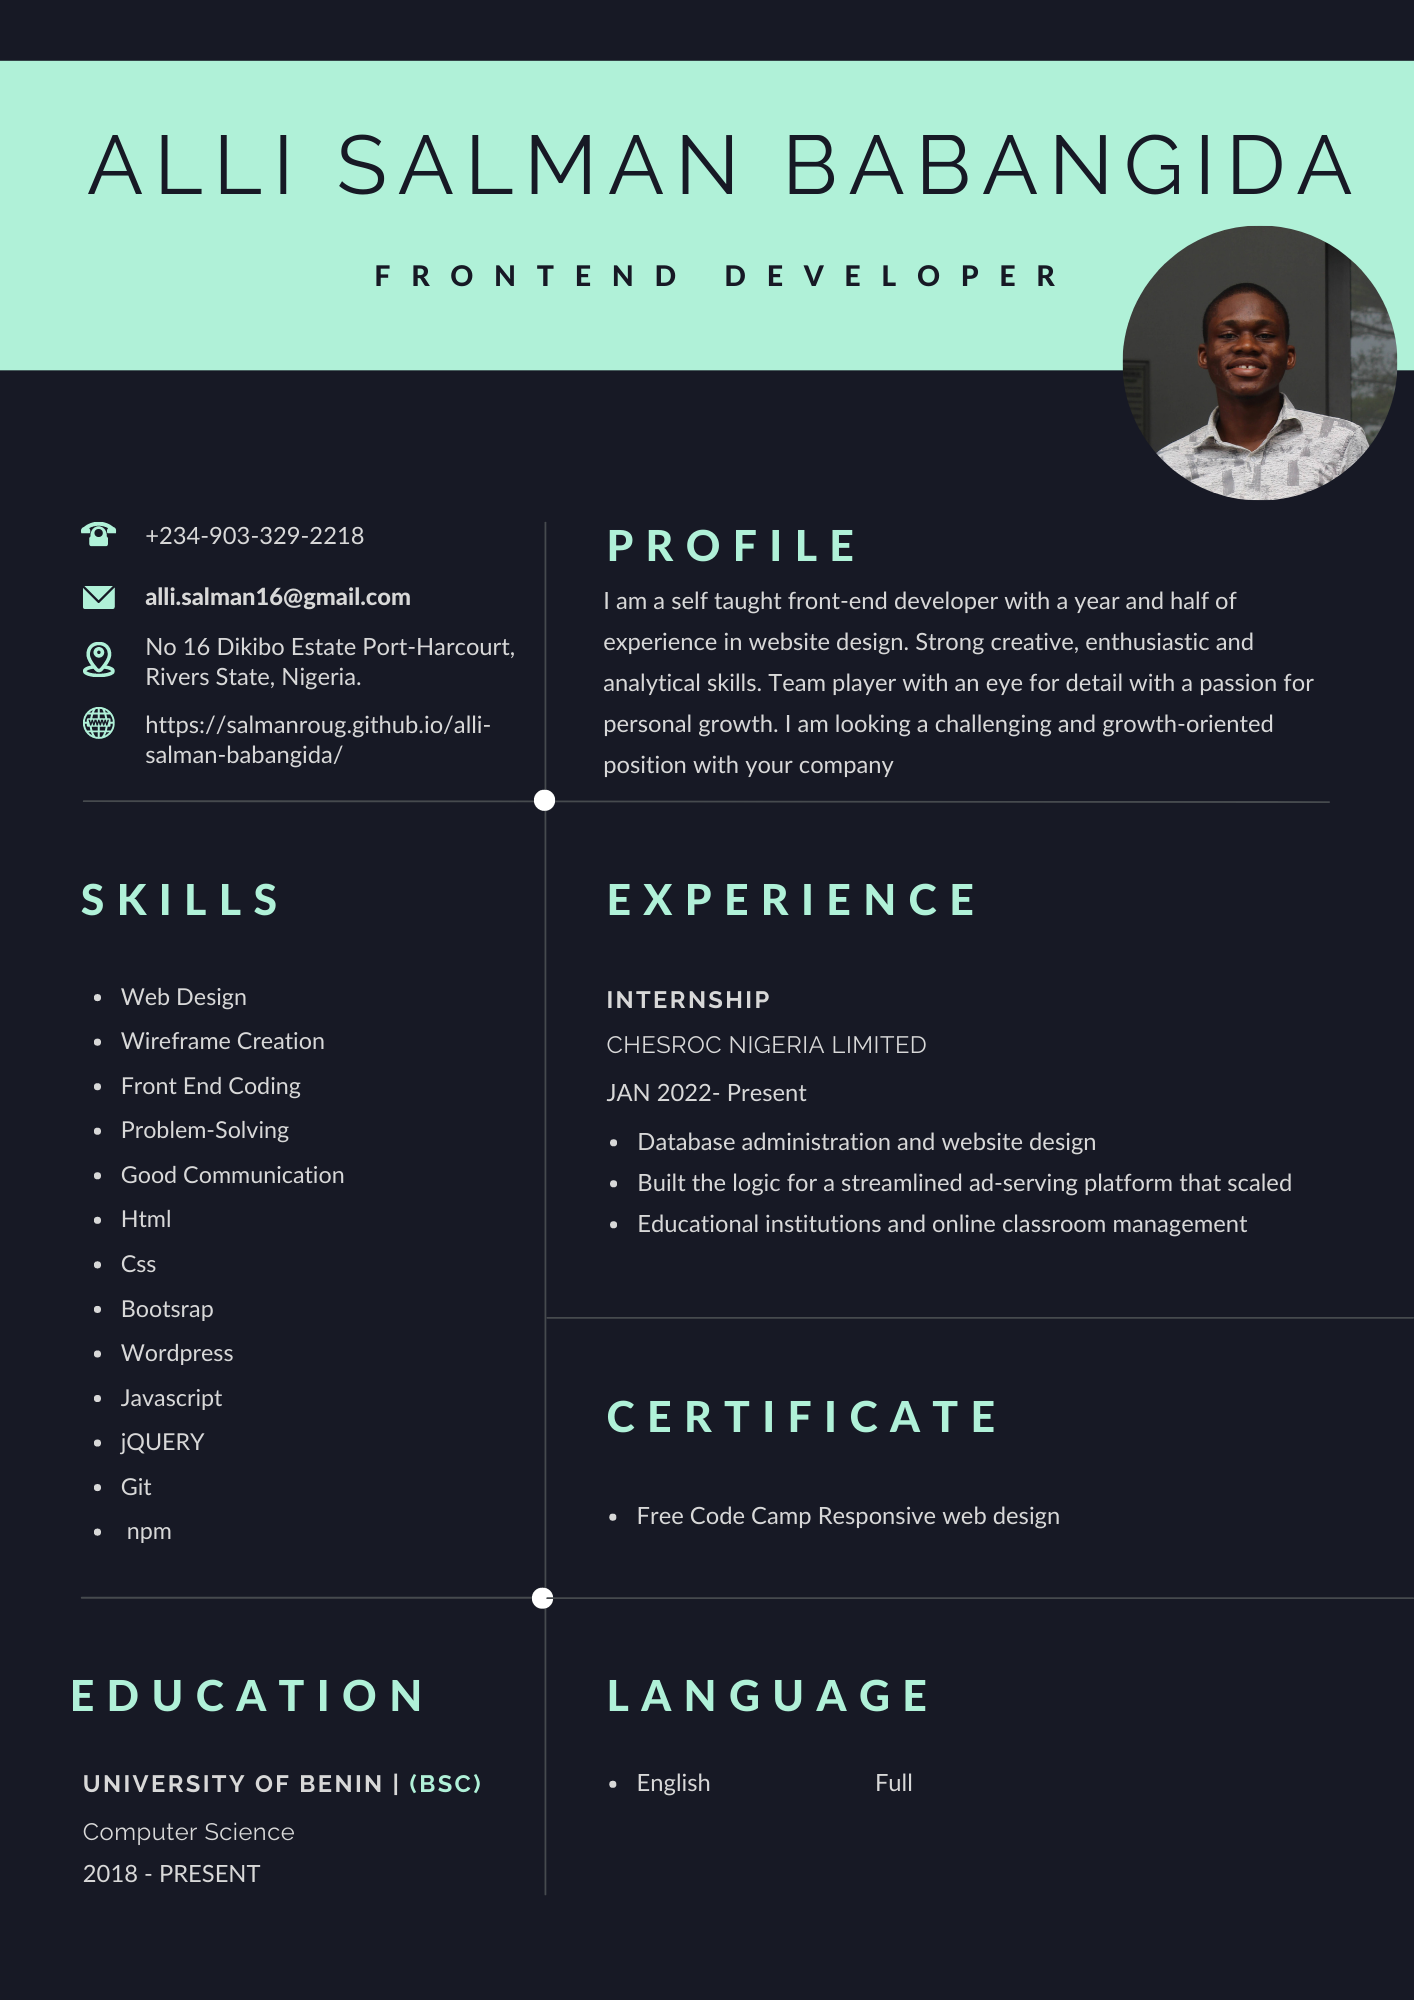 ALLI SALMAN BABANGIDA
FRONTEND DEVELOPER
+234-903-329-2218
alli.salman16@gmail.com
No 16 Dikibo Estate Port-Harcourt,
Rivers State, Nigeria.
https://salmanroug.github.io/alli-
salman-babangida/
PROFILE
I am a self taught front-end developer with a year and half of
experience in website design. Strong creative, enthusiastic and
analytical skills. Team player with an eye for detail with a passion for
personal growth. I am looking a challenging and growth-oriented
position with your company
SKILLS
• Web Design
• Wireframe Creation
• Front End Coding
• Problem-Solving
• Good Communication
• Html
• Css
• Bootsrap
• Wordpress
• Javascript
• jQUERY
• Git
• npm
EXPERIENCE
INTERNSHIP
CHESROC NIGERIA LIMITED
JAN 2022- Present
• Database administration and website design
• Built the logic for a streamlined ad-serving platform that scaled
• Educational institutions and online classroom management
CERTIFICATE
• Free Code Camp Responsive web design
EDUCATION
UNIVERSITY OF BENIN | (BSC)
Computer Science
2018 - PRESENT
LANGUAGE
• English Full